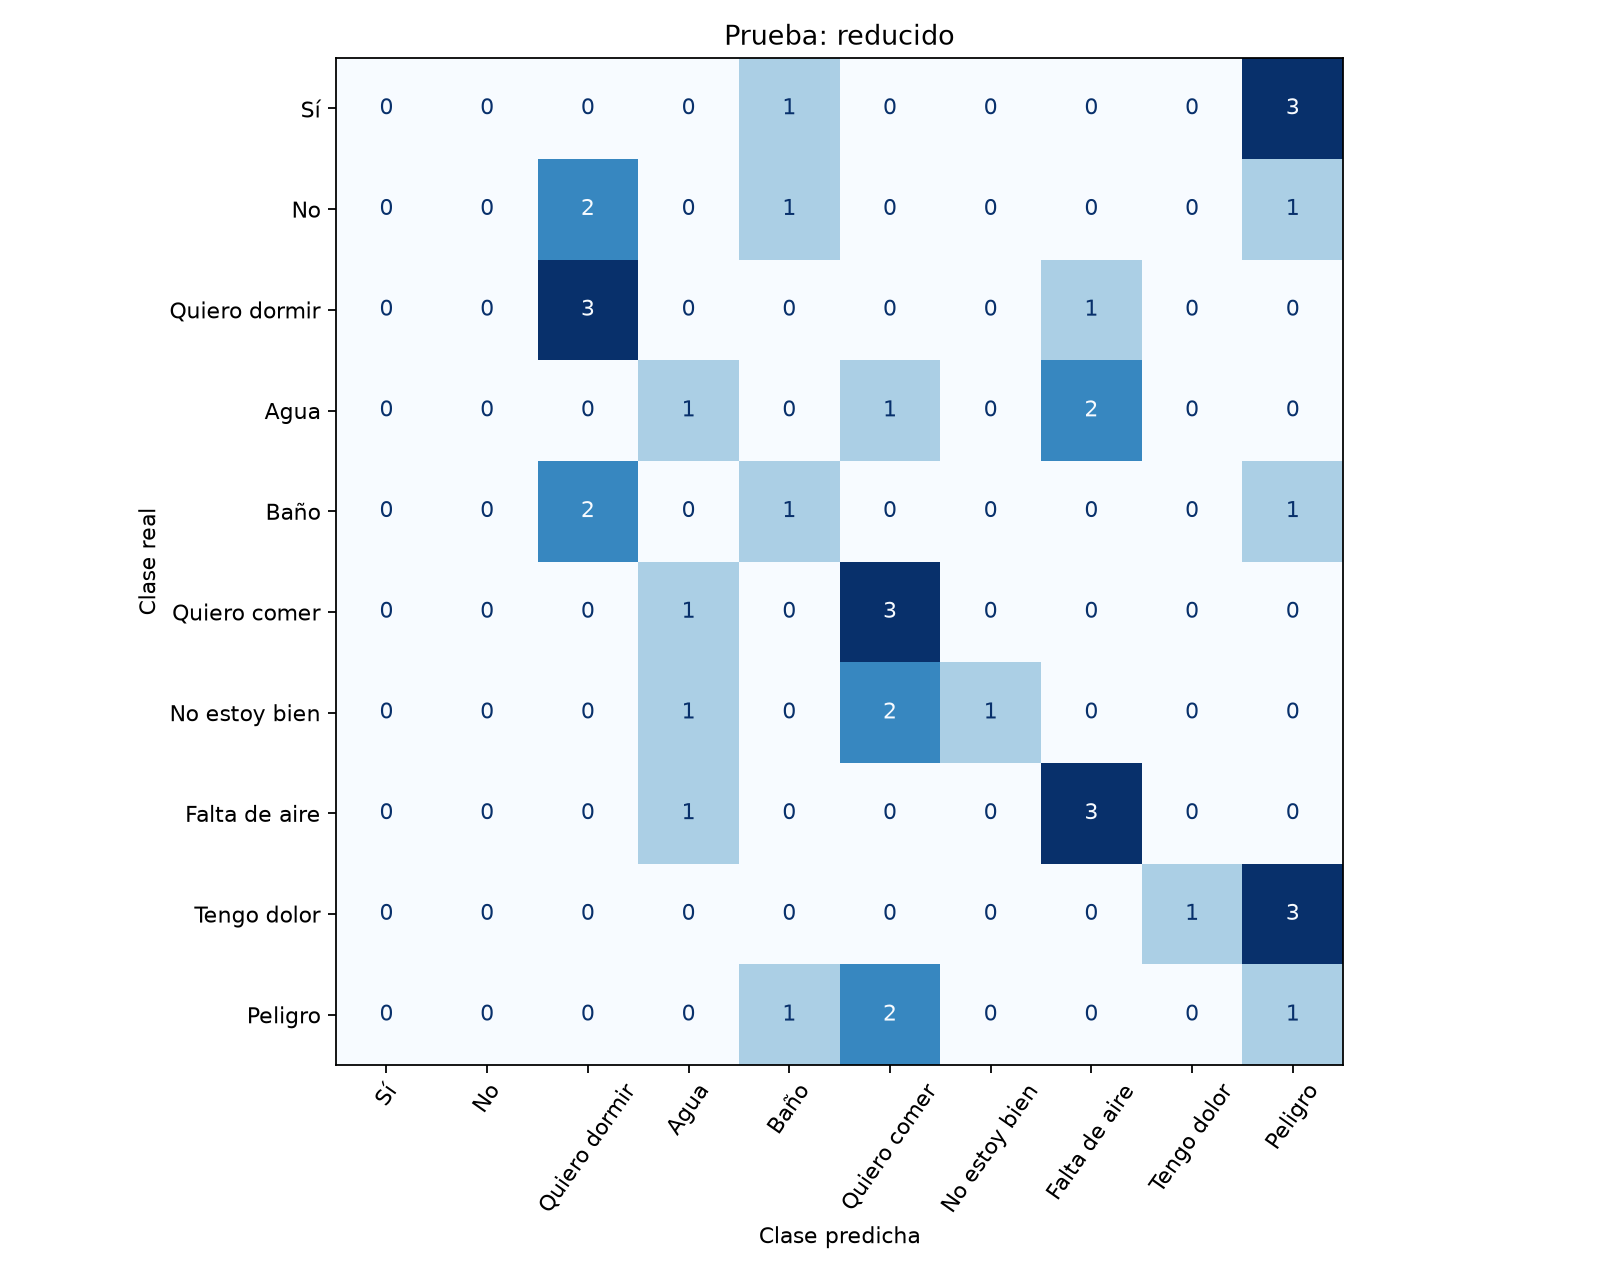 Prueba: reducido
Sí 0 0 0 0 1 0 0 0 0 3
No 0 0 2 0 1 0 0 0 0 1
Quiero dormir 0 0 3 0 0 0 0 1 0 0
Agua 0 0 0 1 0 1 0 2 0 0
Baño 0 0 2 0 1 0 0 0 0 1
Clase real
Quiero comer 0 0 0 1 0 3 0 0 0 0
No estoy bien 0 0 0 1 0 2 1 0 0 0
Falta de aire 0 0 0 1 0 0 0 3 0 0
Tengo dolor 0 0 0 0 0 0 0 0 1 3
Peligro 0 0 0 0 1 2 0 0 0 1
Sí No Quiero dormir Agua Baño Quiero comer No estoy bien Falta de aire Tengo dolor Peligro
Clase predicha